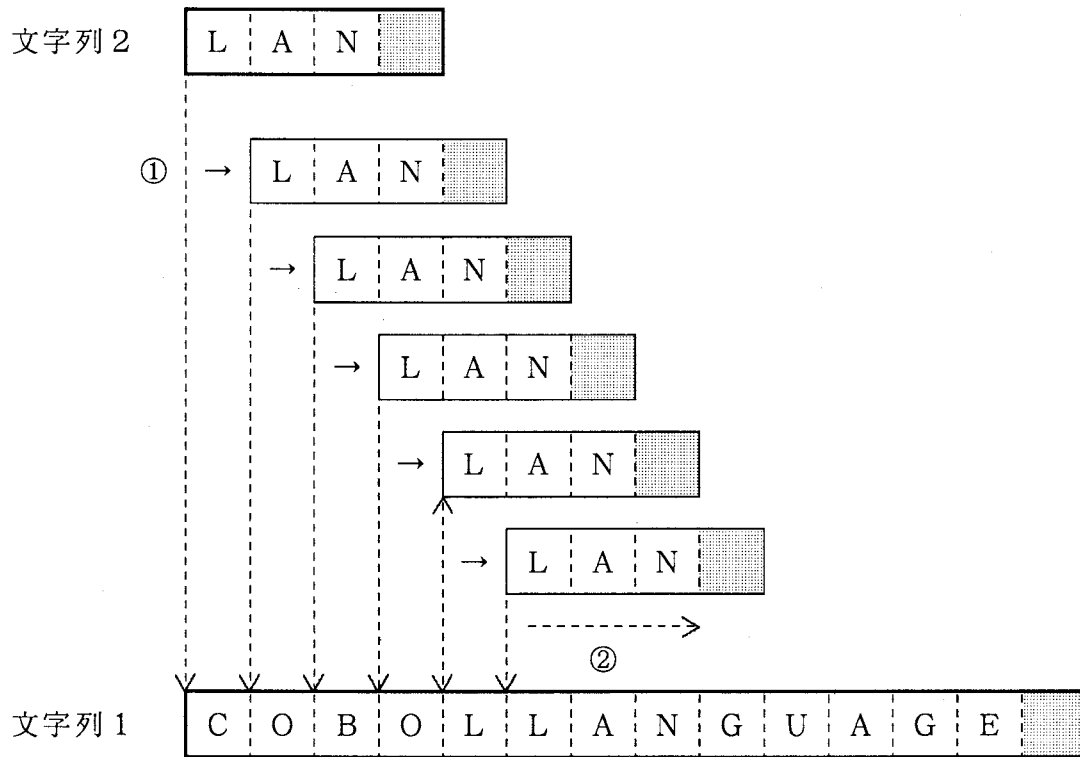 文字列2 L A N
① → L A N
→ L A N
→ L A N
→ L A N
→ L A N
②
文字列1 C O B O L L A N G U A G E